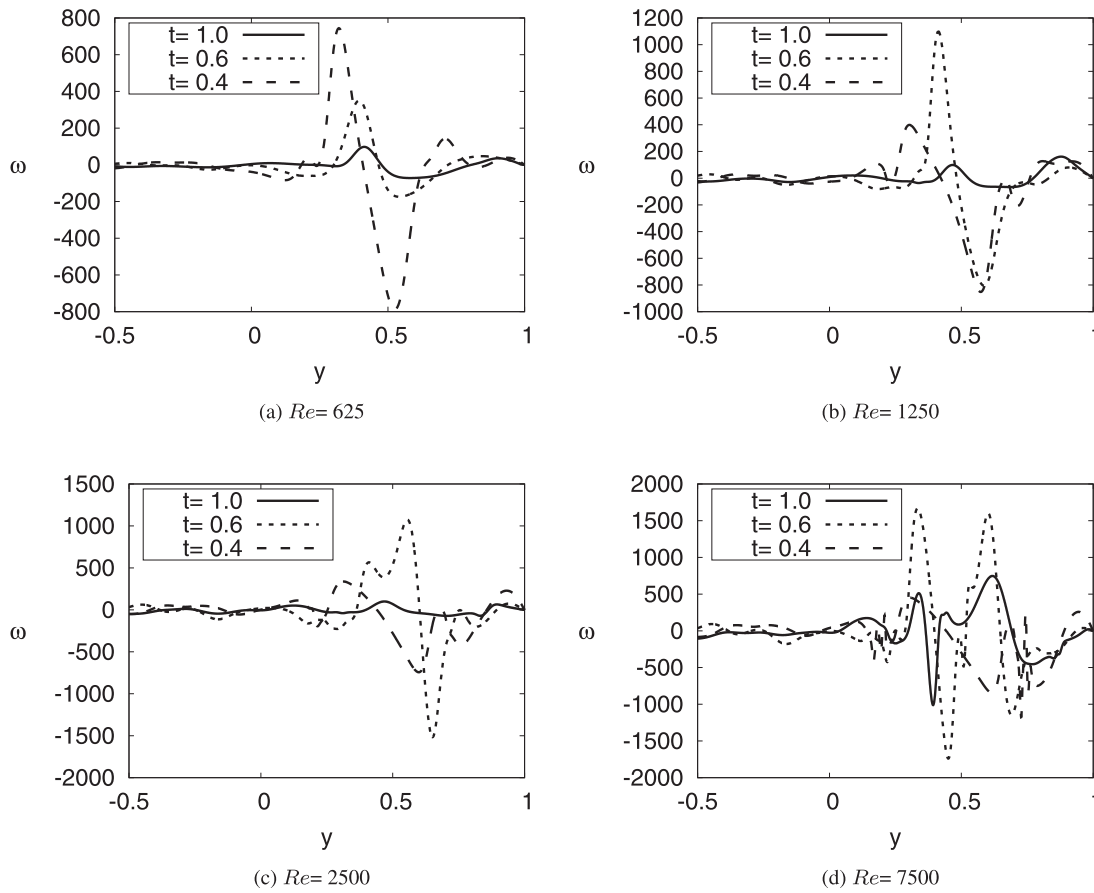 800
600
400
200
0
-200
-400
-600
-800
ω
t= 1.0
t= 0.6
t= 0.4
-0.5
0
0.5
1
y
(a) Re= 625
1200
1000
800
600
400
200
0
-200
-400
-600
-800
-1000
ω
t= 1.0
t= 0.6
t= 0.4
-0.5
0
0.5
1
y
(b) Re= 1250
1500
1000
500
0
-500
-1000
-1500
-2000
ω
t= 1.0
t= 0.6
t= 0.4
-0.5
0
0.5
1
y
(c) Re= 2500
2000
1500
1000
500
0
-500
-1000
-1500
-2000
ω
t= 1.0
t= 0.6
t= 0.4
-0.5
0
0.5
1
y
(d) Re= 7500